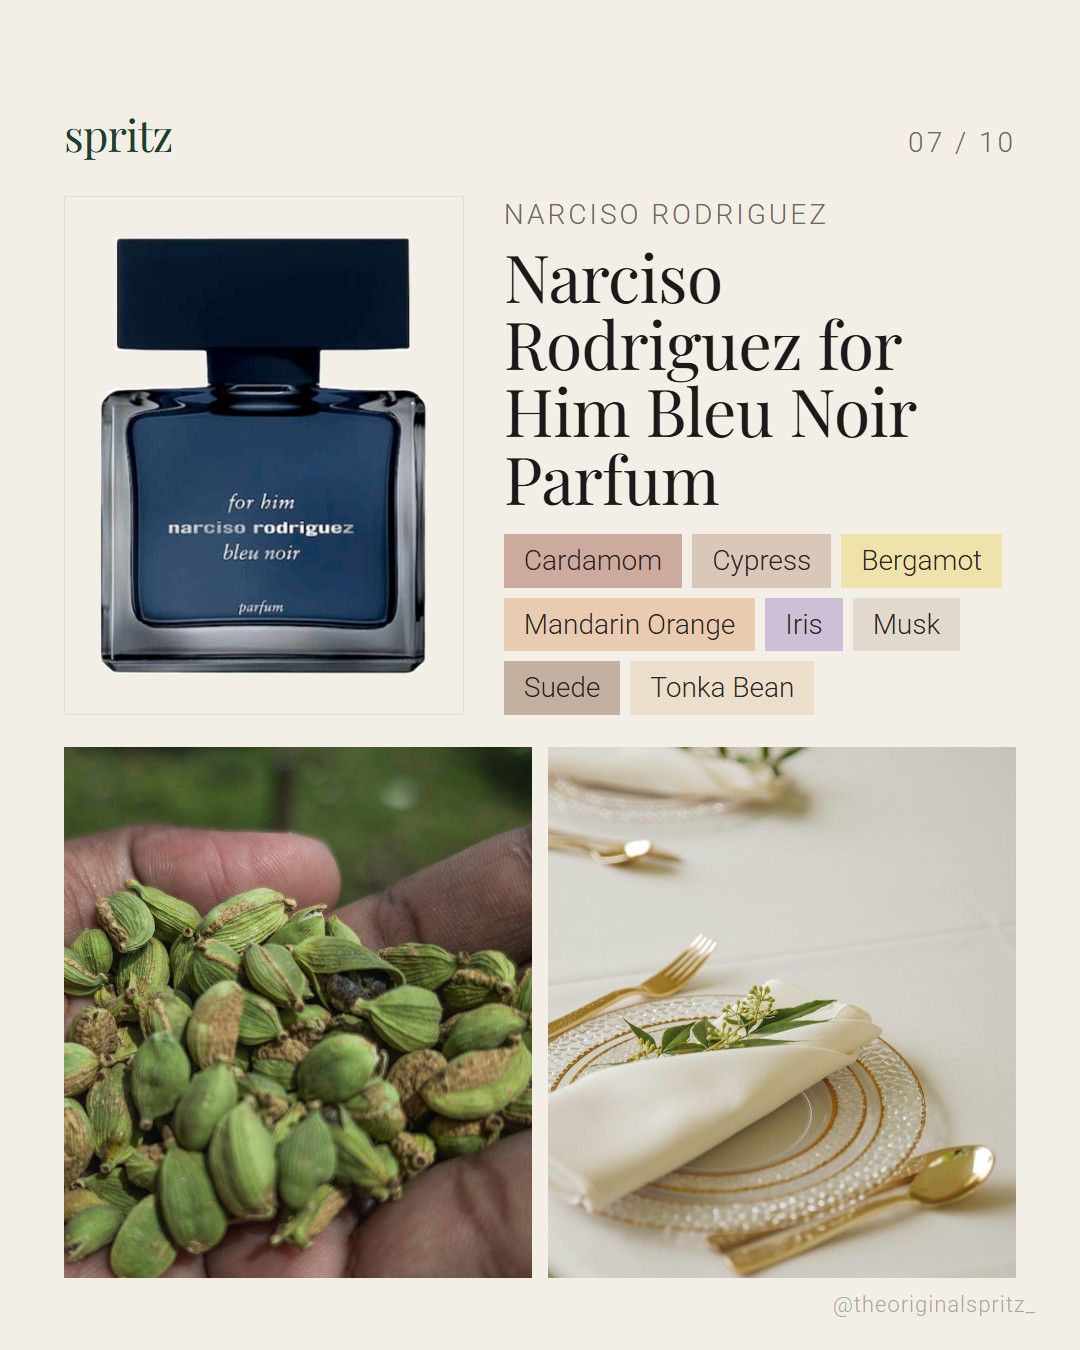 spritz
07 / 10
NARCISO RODRIGUEZ
Narciso
Rodriguez for
Him Bleu Noir
Parfum
for him
narciso rodriguez
bleu noir
parfum
Cardamom
Cypress
Bergamot
Mandarin Orange
Iris
Musk
Suede
Tonka Bean
@theoriginalspritz_